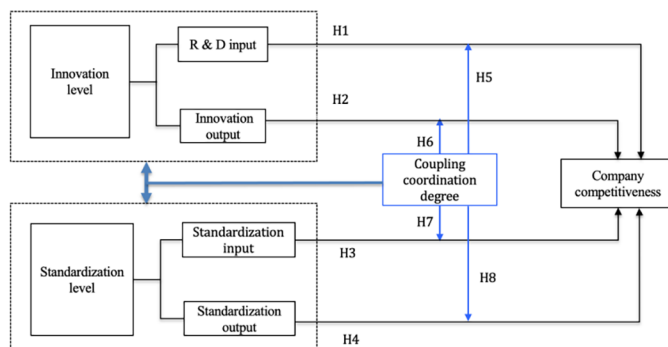 H1
R & D input
Innovation
level
H5
H2
Innovation
output
H6
Coupling
coordination
degree
Company
competitiveness
H7
Standardization
input
H3
Standardization
level
H8
Standardization
output
H4